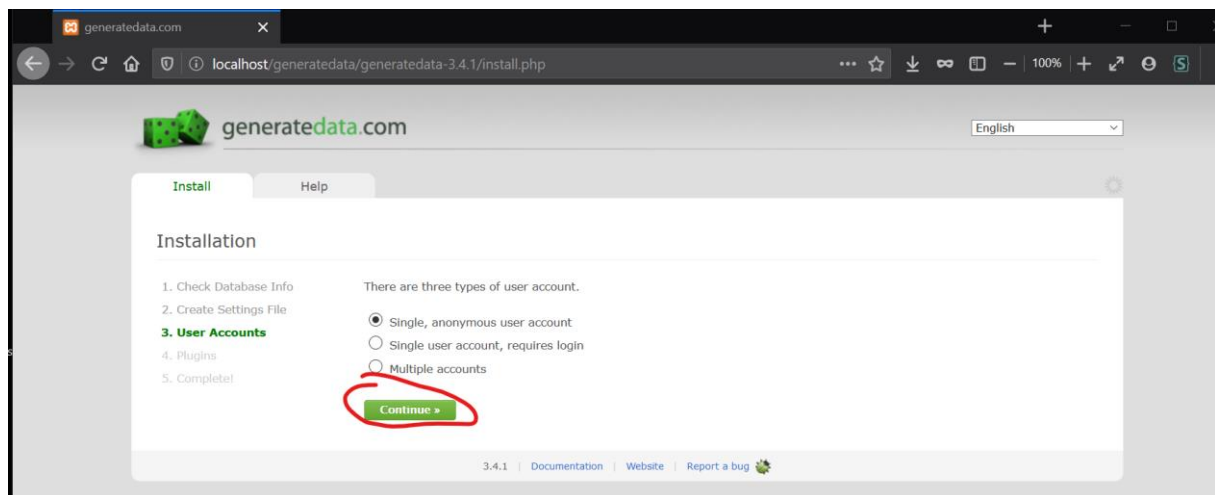 generatedata.com
localhost/generatedata/generatedata-3.4.1/install.php
100%
generatedata.com
English
Install
Help
Installation
1. Check Database Info
2. Create Settings File
3. User Accounts
4. Plugins
5. Complete!
There are three types of user account.
Single, anonymous user account
Single user account, requires login
Multiple accounts
Continue »
3.4.1 | Documentation | Website | Report a bug